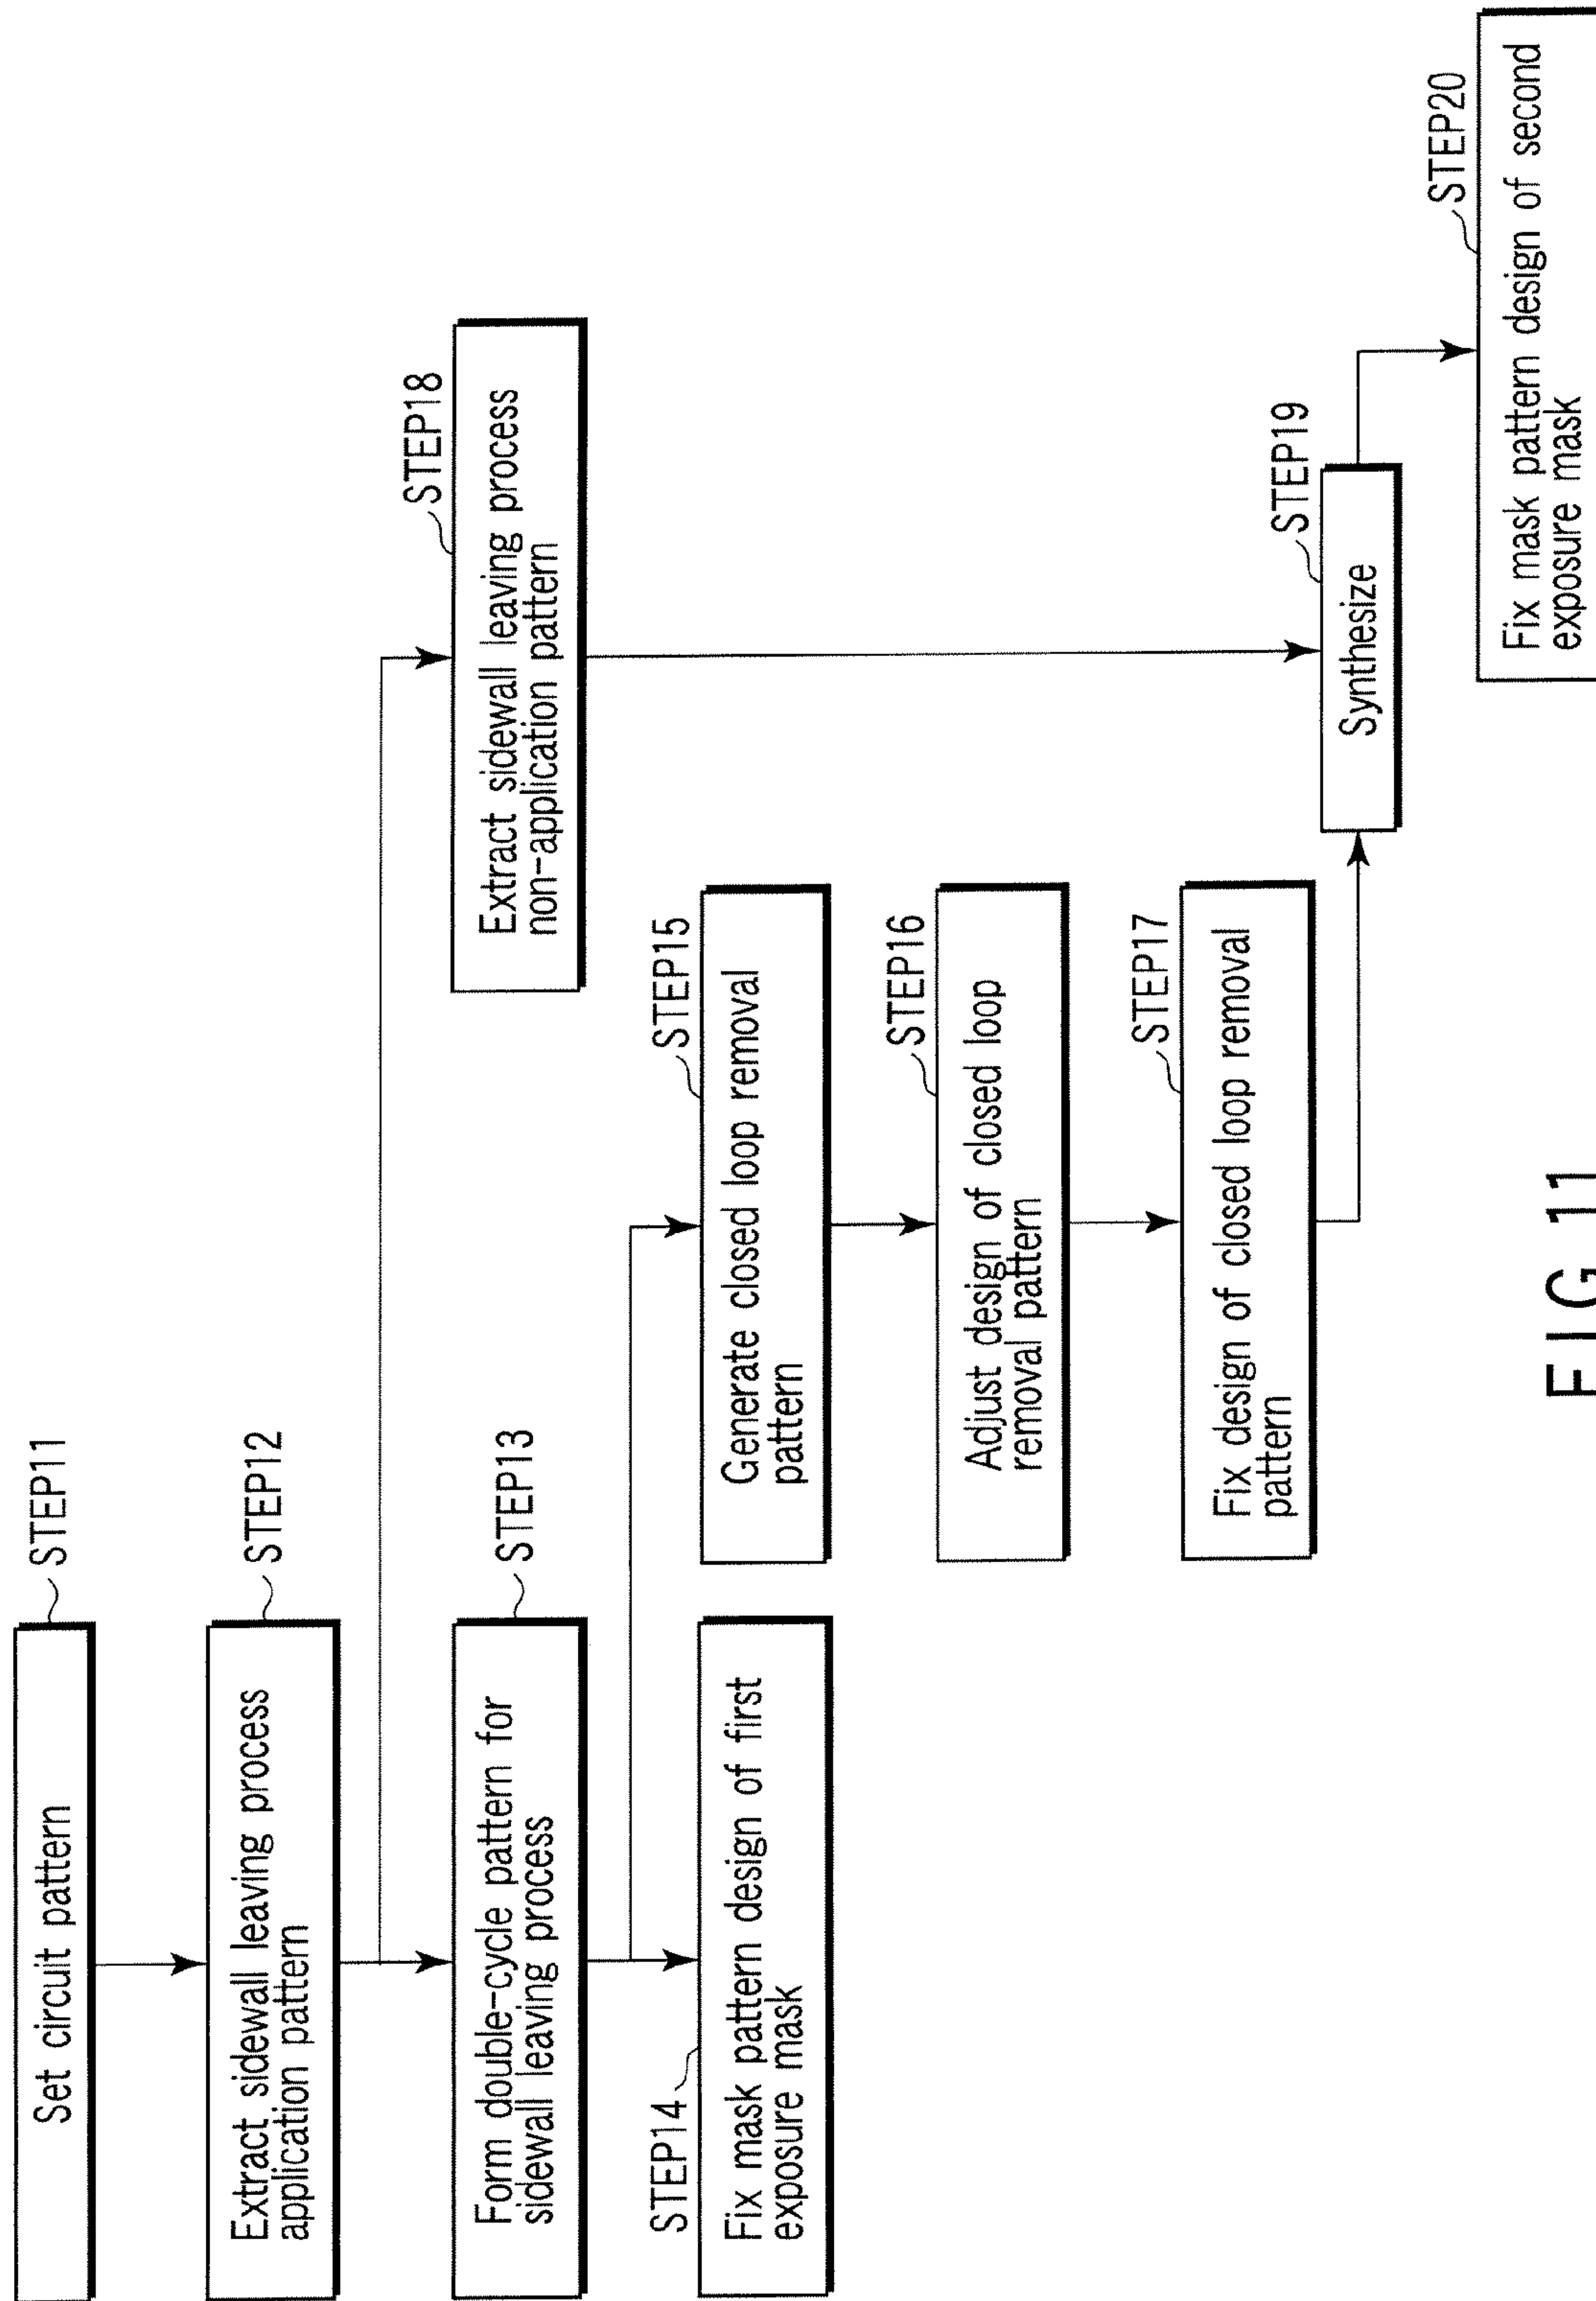 STEP11
Set circuit pattern
STEP12
Extract sidewall leaving process
application pattern
STEP13
Form double-cycle pattern for
sidewall leaving process
STEP14
Fix mask pattern design of first
exposure mask
STEP15
Generate closed loop removal
pattern
STEP16
Adjust design of closed loop
removal pattern
STEP17
Fix design of closed loop removal
pattern
STEP18
Extract sidewall leaving process
non-application pattern
STEP19
Synthesize
STEP20
Fix mask pattern design of second
exposure mask
FIG 11